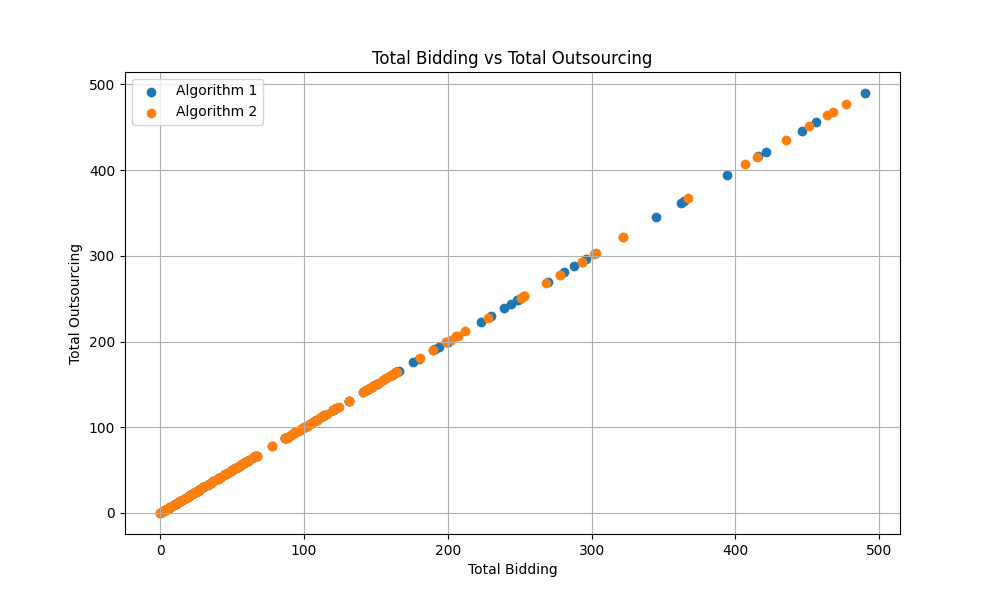 Total Bidding vs Total Outsourcing
Algorithm 1
Algorithm 2
Total Outsourcing
500
400
300
200
100
0
0 100 200 300 400 500
Total Bidding